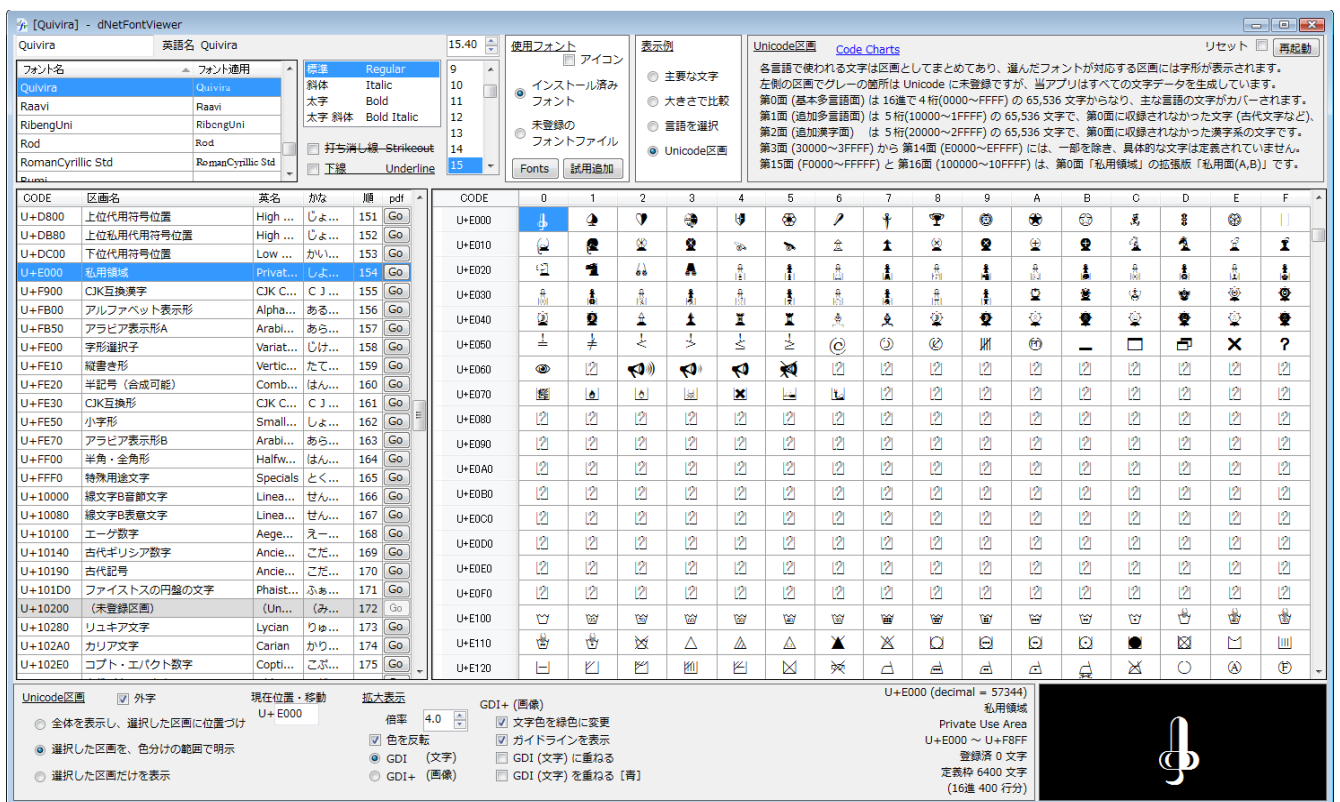 [Quivira] - dNetFontViewer
Quivira 英語名 Quivira 15.40
フォント名 フォント適用
Quivira Quivira
Raavi Raavi
RibengUni RibengUni
Rod Rod
RomanCyrillic Std RomanCyrillic Std
標準 Regular
斜体 Italic
太字 Bold
太字 斜体 Bold Italic
打ち消し線 Strikeout
下線 Underline
9
10
11
12
13
14
15
使用フォント
アイコン
インストール済み
フォント
未登録の
フォントファイル
Fonts 試用追加
表示例
主要な文字
大きさで比較
言語を選択
Unicode区画
Unicode区画 Code Charts リセット 再起動
各言語で使われる文字は区画としてまとめてあり、選んだフォントが対応する区画には字形が表示されます。
左側の区画でグレーの箇所は Unicode に未登録ですが、当アプリはすべての文字データを生成しています。
第0面 (基本多言語面) は 16進で4桁(0000～FFFF) の 65,536 文字からなり、主な言語の文字がカバーされます。
第1面 (追加多言語面) は 5桁(10000～1FFFF) の 65,536 文字で、第0面に収録されなかった文字 (古代文字など)、
第2面 (追加漢字面) は 5桁(20000～2FFFF) の 65,536 文字で、第0面に収録されなかった漢字系の文字です。
第3面 (30000～3FFFF) から 第14面 (E0000～EFFFF) には、一部を除き、具体的な文字は定義されていません。
第15面 (F0000～FFFFF) と 第16面 (100000～10FFFF) は、第0面「私用領域」の拡張版「私用面(A,B)」です。
CODE 区画名 英名 かな 順 pdf
U+D800 上位代用符号位置 High ... じょ... 151 Go
U+DB80 上位私用代用符号位置 High ... じょ... 152 Go
U+DC00 下位代用符号位置 Low ... かい... 153 Go
U+E000 私用領域 Privat... しよ... 154 Go
U+F900 CJK互換漢字 CJK C... ＣＪ... 155 Go
U+FB00 アルファベット表示形 Alpha... ある... 156 Go
U+FB50 アラビア表示形A Arabi... あら... 157 Go
U+FE00 字形選択子 Variat... じけ... 158 Go
U+FE10 縦書き形 Vertic... たて... 159 Go
U+FE20 半記号（合成可能） Comb... はん... 160 Go
U+FE30 CJK互換形 CJK C... ＣＪ... 161 Go
U+FE50 小字形 Small... しょ... 162 Go
U+FE70 アラビア表示形B Arabi... あら... 163 Go
U+FF00 半角・全角形 Halfw... はん... 164 Go
U+FFF0 特殊用途文字 Specials とく... 165 Go
U+10000 線文字B音節文字 Linea... せん... 166 Go
U+10080 線文字B表意文字 Linea... せん... 167 Go
U+10100 エーゲ数字 Aege... えー... 168 Go
U+10140 古代ギリシア数字 Ancie... こだ... 169 Go
U+10190 古代記号 Ancie... こだ... 170 Go
U+101D0 ファイストスの円盤の文字 Phaist... ふぁ... 171 Go
U+10200 （未登録区画） (Un... (み... 172 Go
U+10280 リュキア文字 Lycian りゅ... 173 Go
U+102A0 カリア文字 Carian かり... 174 Go
U+102E0 コプト・エパクト数字 Copti... こぷ... 175 Go
CODE 0 1 2 3 4 5 6 7 8 9 A B C D E F
U+E000
U+E010
U+E020
U+E030
U+E040
U+E050
U+E060
U+E070
U+E080
U+E090
U+E0A0
U+E0B0
U+E0C0
U+E0D0
U+E0E0
U+E0F0
U+E100
U+E110
U+E120
Unicode区画 外字
全体を表示し、選択した区画に位置づけ
選択した区画を、色分けの範囲で明示
選択した区画だけを表示
現在位置・移動
U+ E000
拡大表示
倍率 4.0
色を反転
GDI (文字)
GDI+ (画像)
GDI+ (画像)
文字色を緑色に変更
ガイドラインを表示
GDI (文字) に重ねる
GDI (文字) を重ねる［青］
U+E000 (decimal = 57344)
私用領域
Private Use Area
U+E000 ～ U+F8FF
登録済 0 文字
定義枠 6400 文字
(16進 400 行分)